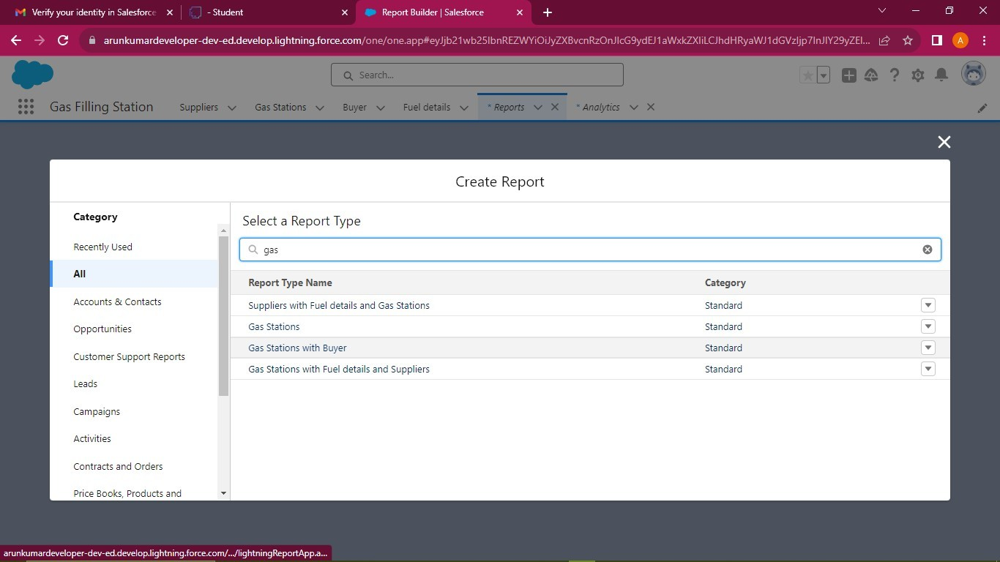 Verify your identity in Salesforce
- Student
Report Builder | Salesforce
arunkumardeveloper-dev-ed.develop.lightning.force.com/one/one.app#eyJjb21wb25lbnREZWYiOiJyZXBvcnRzOnJlcG9ydEJ1aWxkZXIiLCJhdHRyaWJ1dGVzIjp7InJlY29yZEl...
A
Search...
Gas Filling Station
Suppliers
Gas Stations
Buyer
Fuel details
* Reports
* Analytics
Create Report
Category
Select a Report Type
Recently Used
gas
All
Report Type Name
Category
Accounts & Contacts
Suppliers with Fuel details and Gas Stations
Standard
Opportunities
Gas Stations
Standard
Customer Support Reports
Gas Stations with Buyer
Standard
Leads
Gas Stations with Fuel details and Suppliers
Standard
Campaigns
Activities
Contracts and Orders
Price Books, Products and
arunkumardeveloper-dev-ed.develop.lightning.force.com/.../lightningReportApp.a...